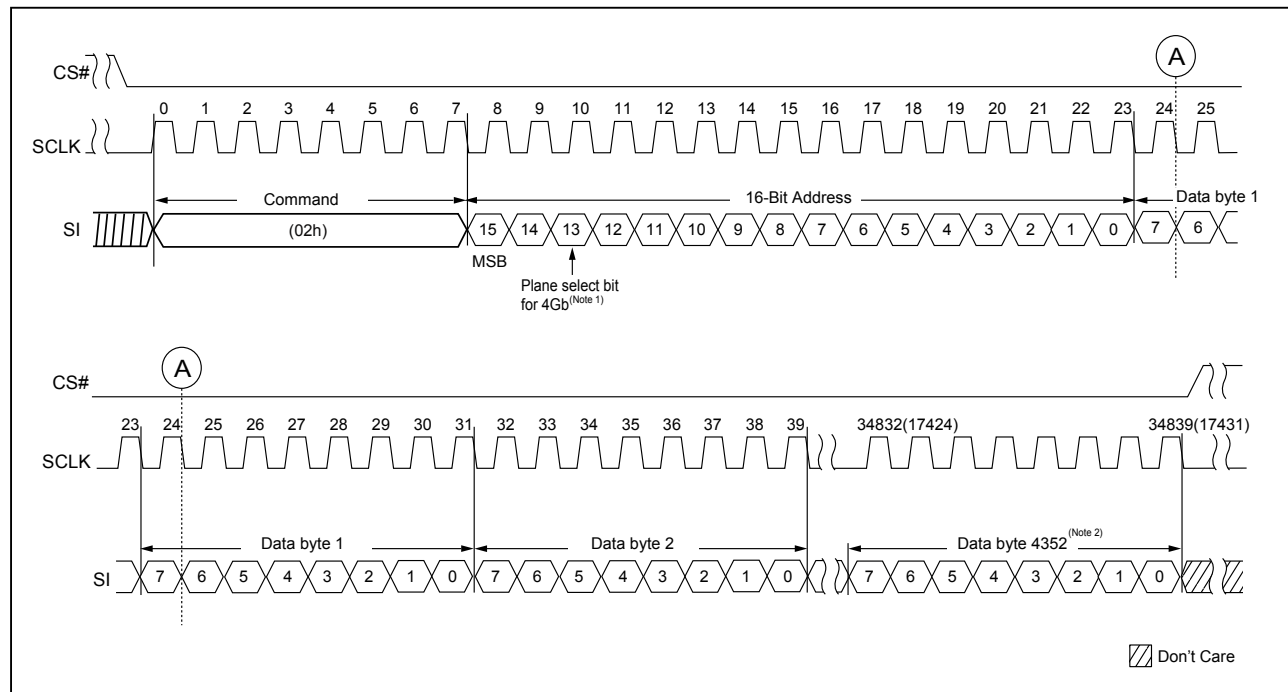 A
CS#
0 1 2 3 4 5 6 7 8 9 10 11 12 13 14 15 16 17 18 19 20 21 22 23 24 25
SCLK
Command 16-Bit Address Data byte 1
SI (02h) 15 14 13 12 11 10 9 8 7 6 5 4 3 2 1 0 7 6
MSB
Plane select bit
for 4Gb(Note 1)
A
CS#
23 24 25 26 27 28 29 30 31 32 33 34 35 36 37 38 39 34832(17424) 34839(17431)
SCLK
Data byte 1 Data byte 2 Data byte 4352(Note 2)
SI 7 6 5 4 3 2 1 0 7 6 5 4 3 2 1 0 7 6 5 4 3 2 1 0
Don't Care